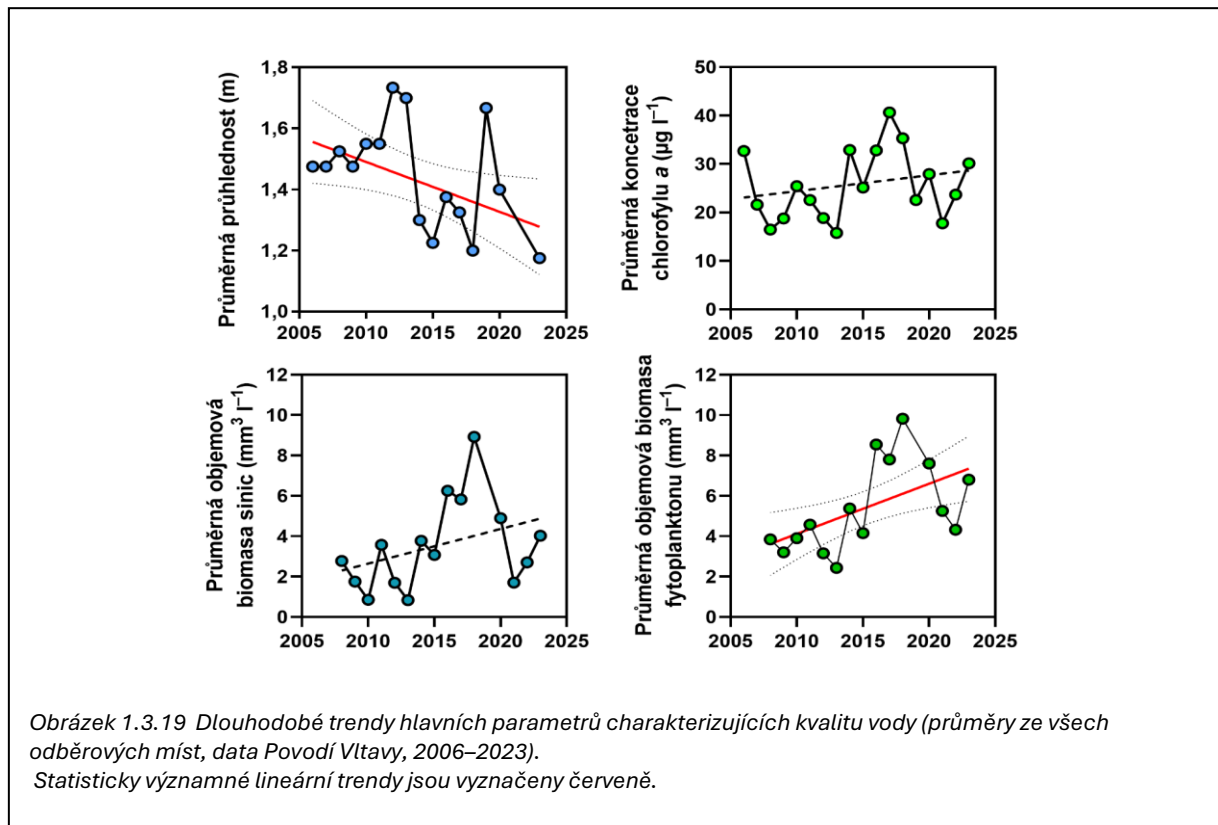 Průměrná průhlednost (m)
1,8
1,6
1,4
1,2
1,0
2005 2010 2015 2020 2025
Průměrná koncetrace
chlorofylu a (µg l⁻¹)
50
40
30
20
10
0
2005 2010 2015 2020 2025
Průměrná objemová
biomasa sinic (mm³ l⁻¹)
12
10
8
6
4
2
0
2005 2010 2015 2020 2025
Průměrná objemová biomasa
fytoplanktonu (mm³ l⁻¹)
12
10
8
6
4
2
0
2005 2010 2015 2020 2025
Obrázek 1.3.19 Dlouhodobé trendy hlavních parametrů charakterizujících kvalitu vody (průměry ze všech
odběrových míst, data Povodí Vltavy, 2006–2023).
Statisticky významné lineární trendy jsou vyznačeny červeně.